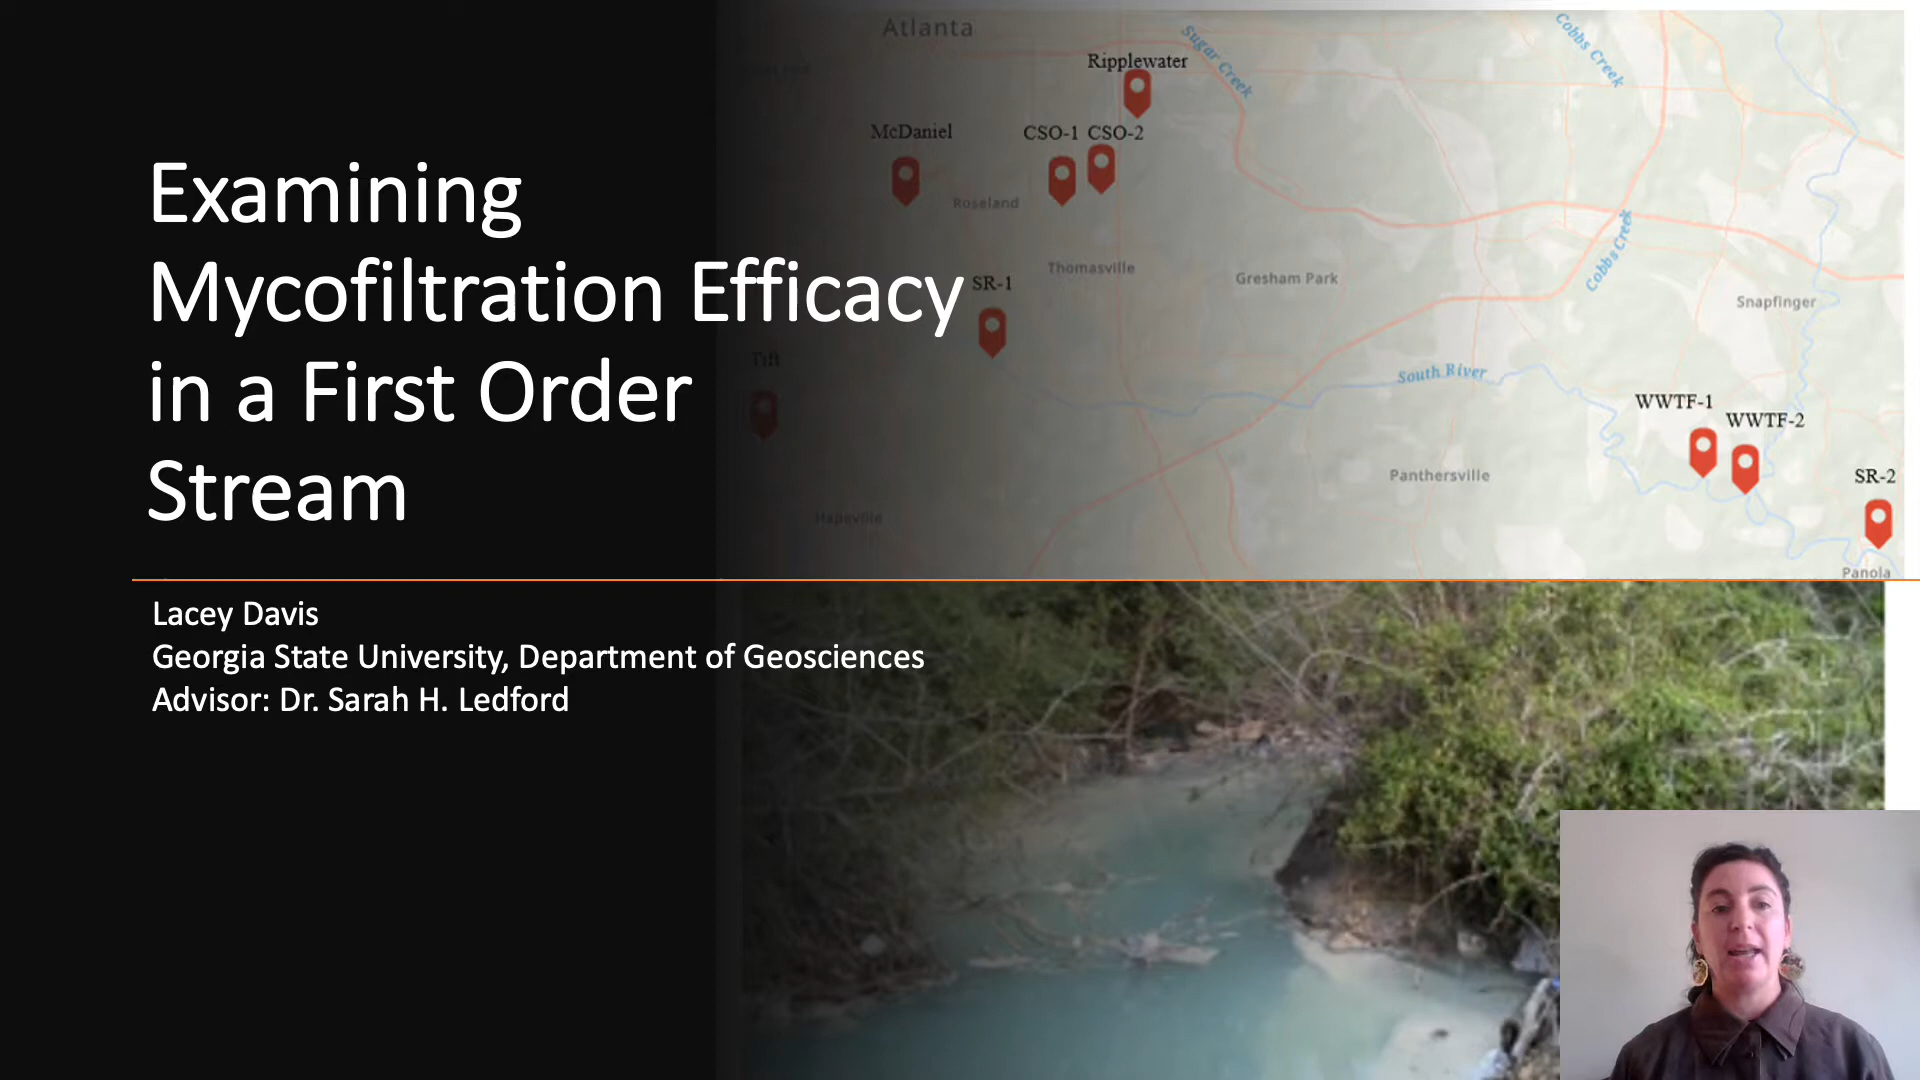 Examining
Mycofiltration Efficacy
in a First Order
Stream
Lacey Davis
Georgia State University, Department of Geosciences
Advisor: Dr. Sarah H. Ledford
Atlanta
Sugar Creek
Cobbs Creek
Ripplewater
McDaniel
CSO-1 CSO-2
Roseland
Cobbs Creek
Thomasville
Gresham Park
SR-1
Snapfinger
Tift
South River
WWTF-1
WWTF-2
Panthersville
SR-2
Hapeville
Panola